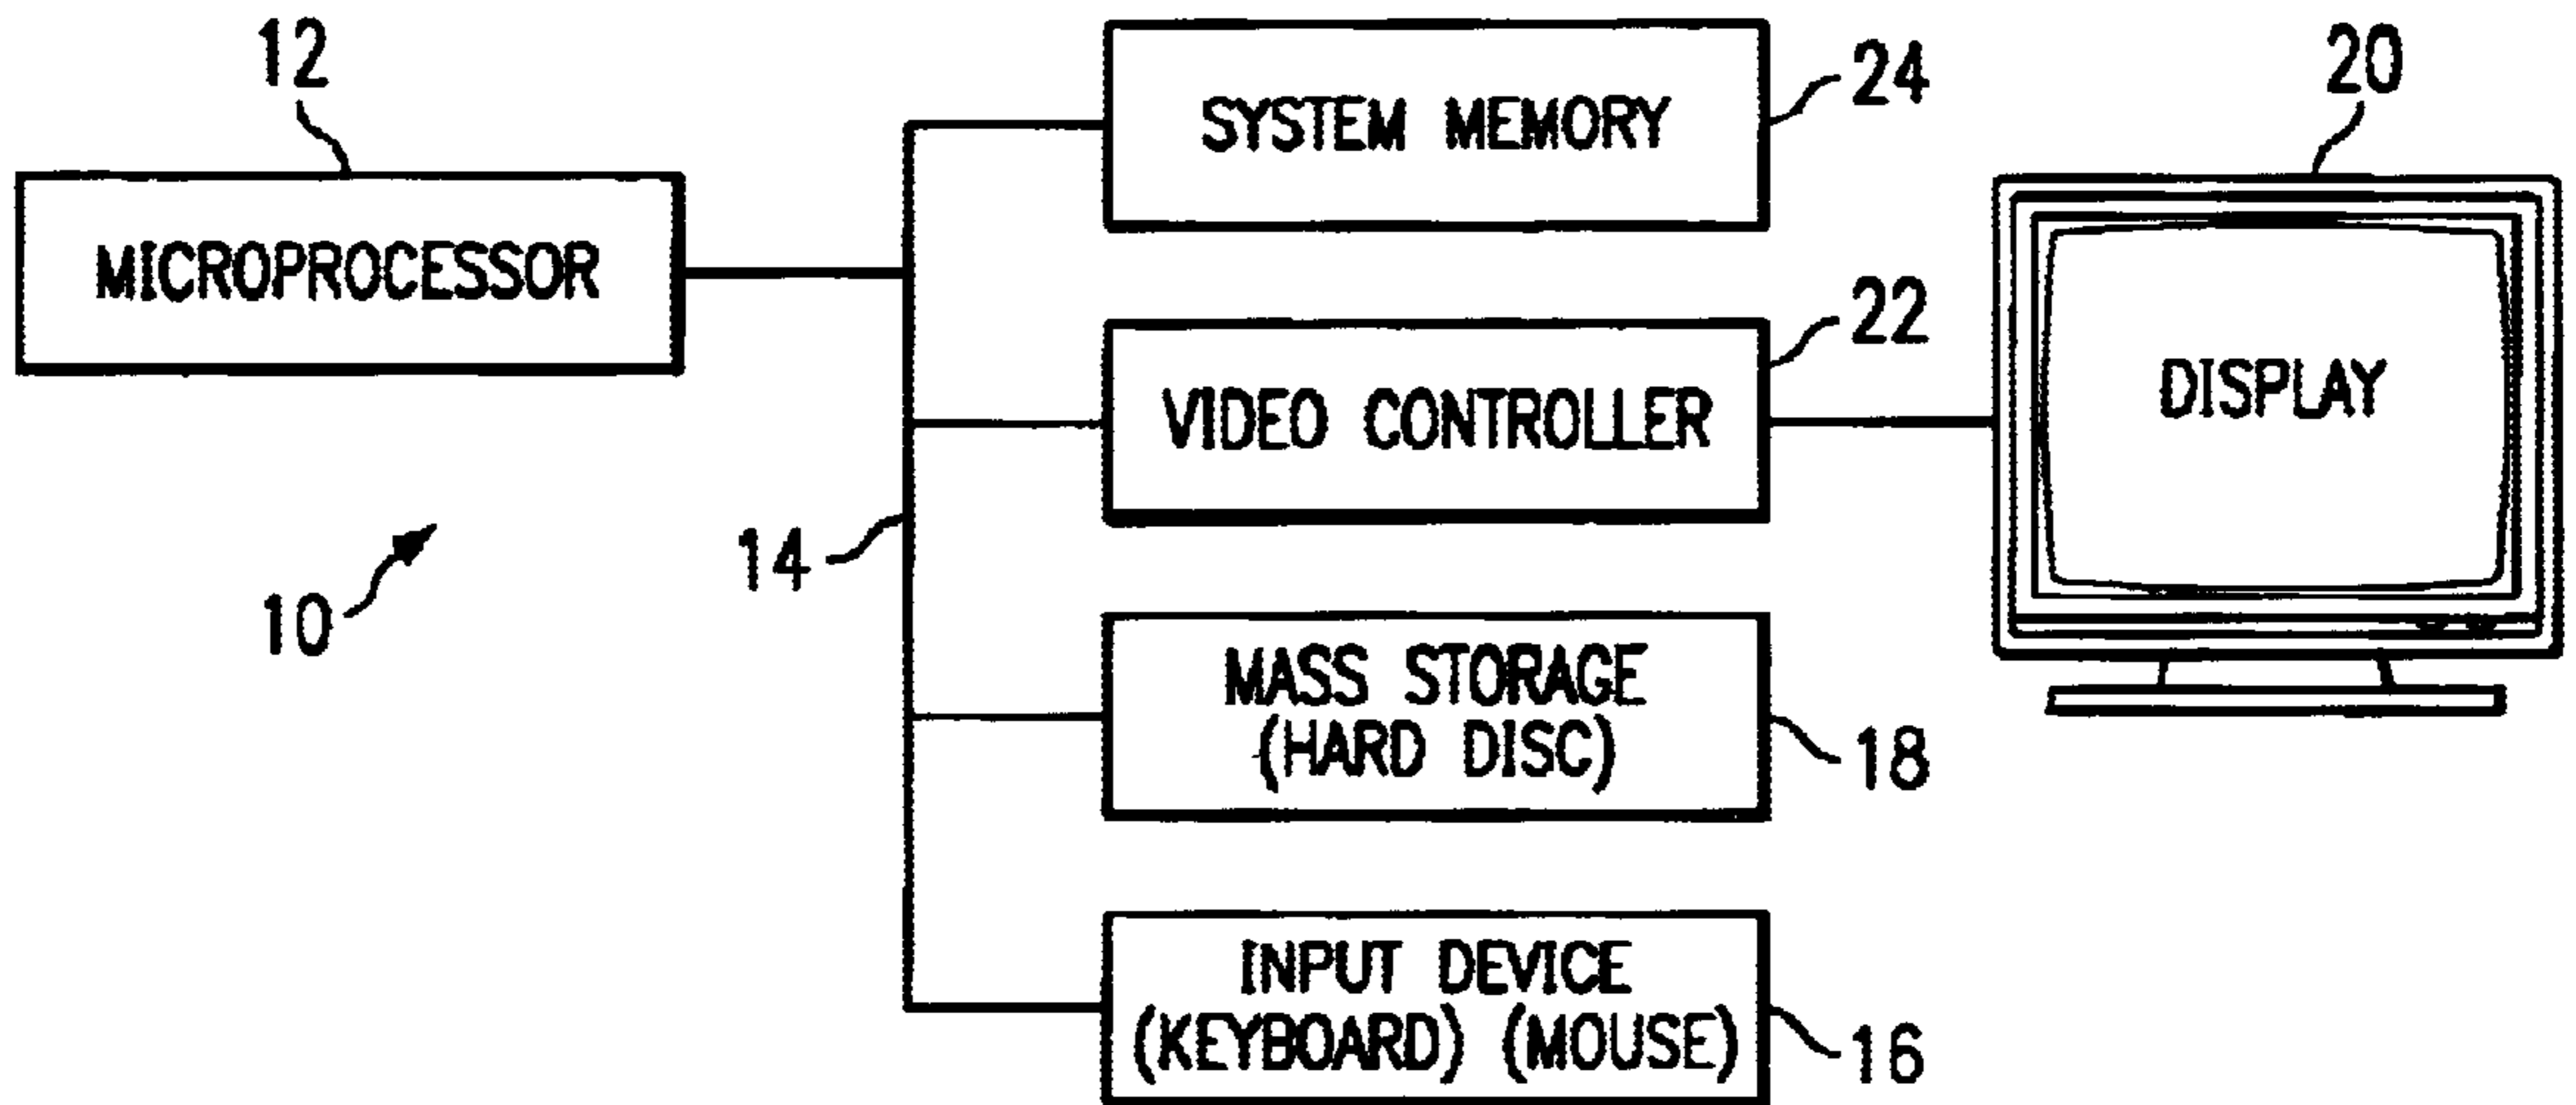 12
MICROPROCESSOR
10
14
SYSTEM MEMORY
24
VIDEO CONTROLLER
22
MASS STORAGE
(HARD DISC)
18
INPUT DEVICE
(KEYBOARD) (MOUSE)
16
20
DISPLAY